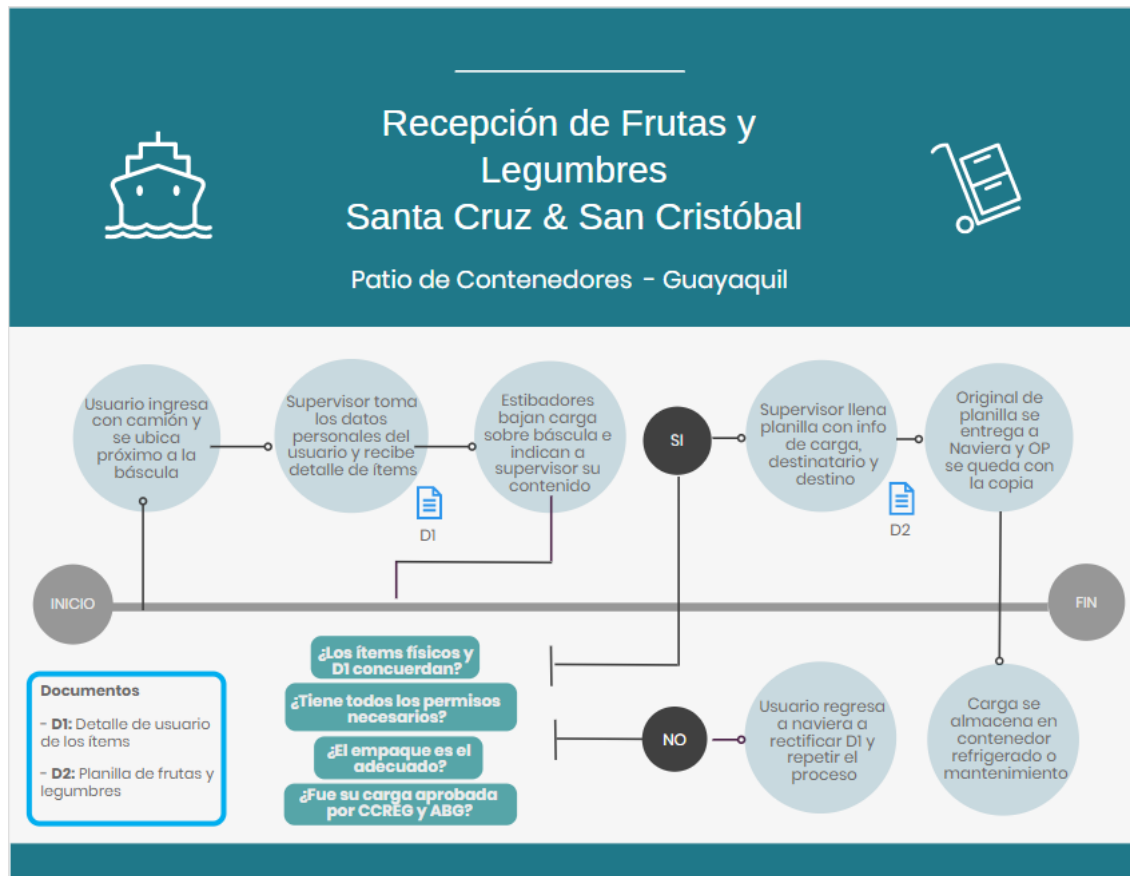 Recepción de Frutas y
Legumbres
Santa Cruz & San Cristóbal
Patio de Contenedores - Guayaquil
Usuario ingresa
con camión y
se ubica
próximo a la
báscula
Supervisor toma
los datos
personales del
usuario y recibe
detalle de ítems
D1
Estibadores
bajan carga
sobre báscula e
indican a
supervisor su
contenido
SI
Supervisor llena
planilla con info
de carga,
destinatario y
destino
D2
Original de
planilla se
entrega a
Naviera y OP
se queda con
la copia
INICIO
FIN
¿Los ítems físicos y
D1 concuerdan?
¿Tiene todos los permisos
necesarios?
¿El empaque es el
adecuado?
¿Fue su carga aprobada
por CCREG y ABG?
NO
Usuario regresa
a naviera a
rectificar D1 y
repetir el
proceso
Carga se
almacena en
contenedor
refrigerado o
mantenimiento
Documentos
- D1: Detalle de usuario
de los ítems
- D2: Planilla de frutas y
legumbres